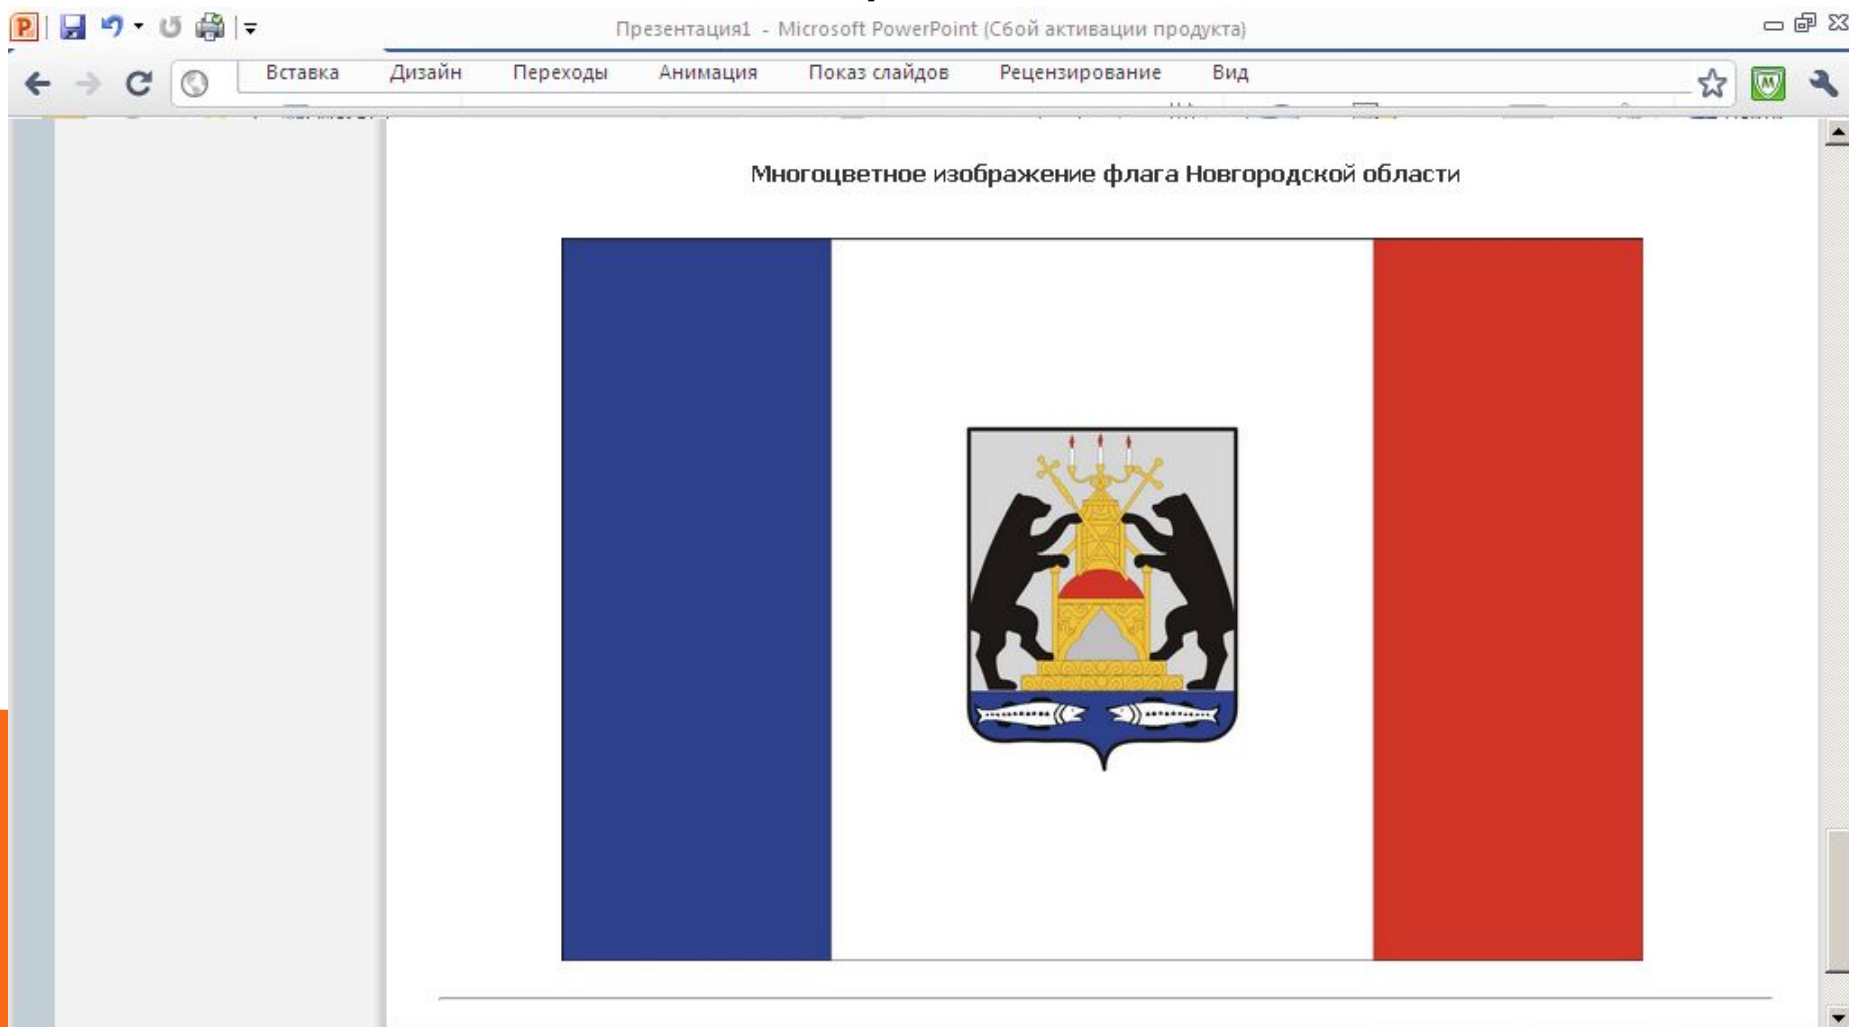 Презентация1 - Microsoft PowerPoint (Сбой активации продукта)
Вставка Дизайн Переходы Анимация Показ слайдов Рецензирование Вид
Многоцветное изображение флага Новгородской области